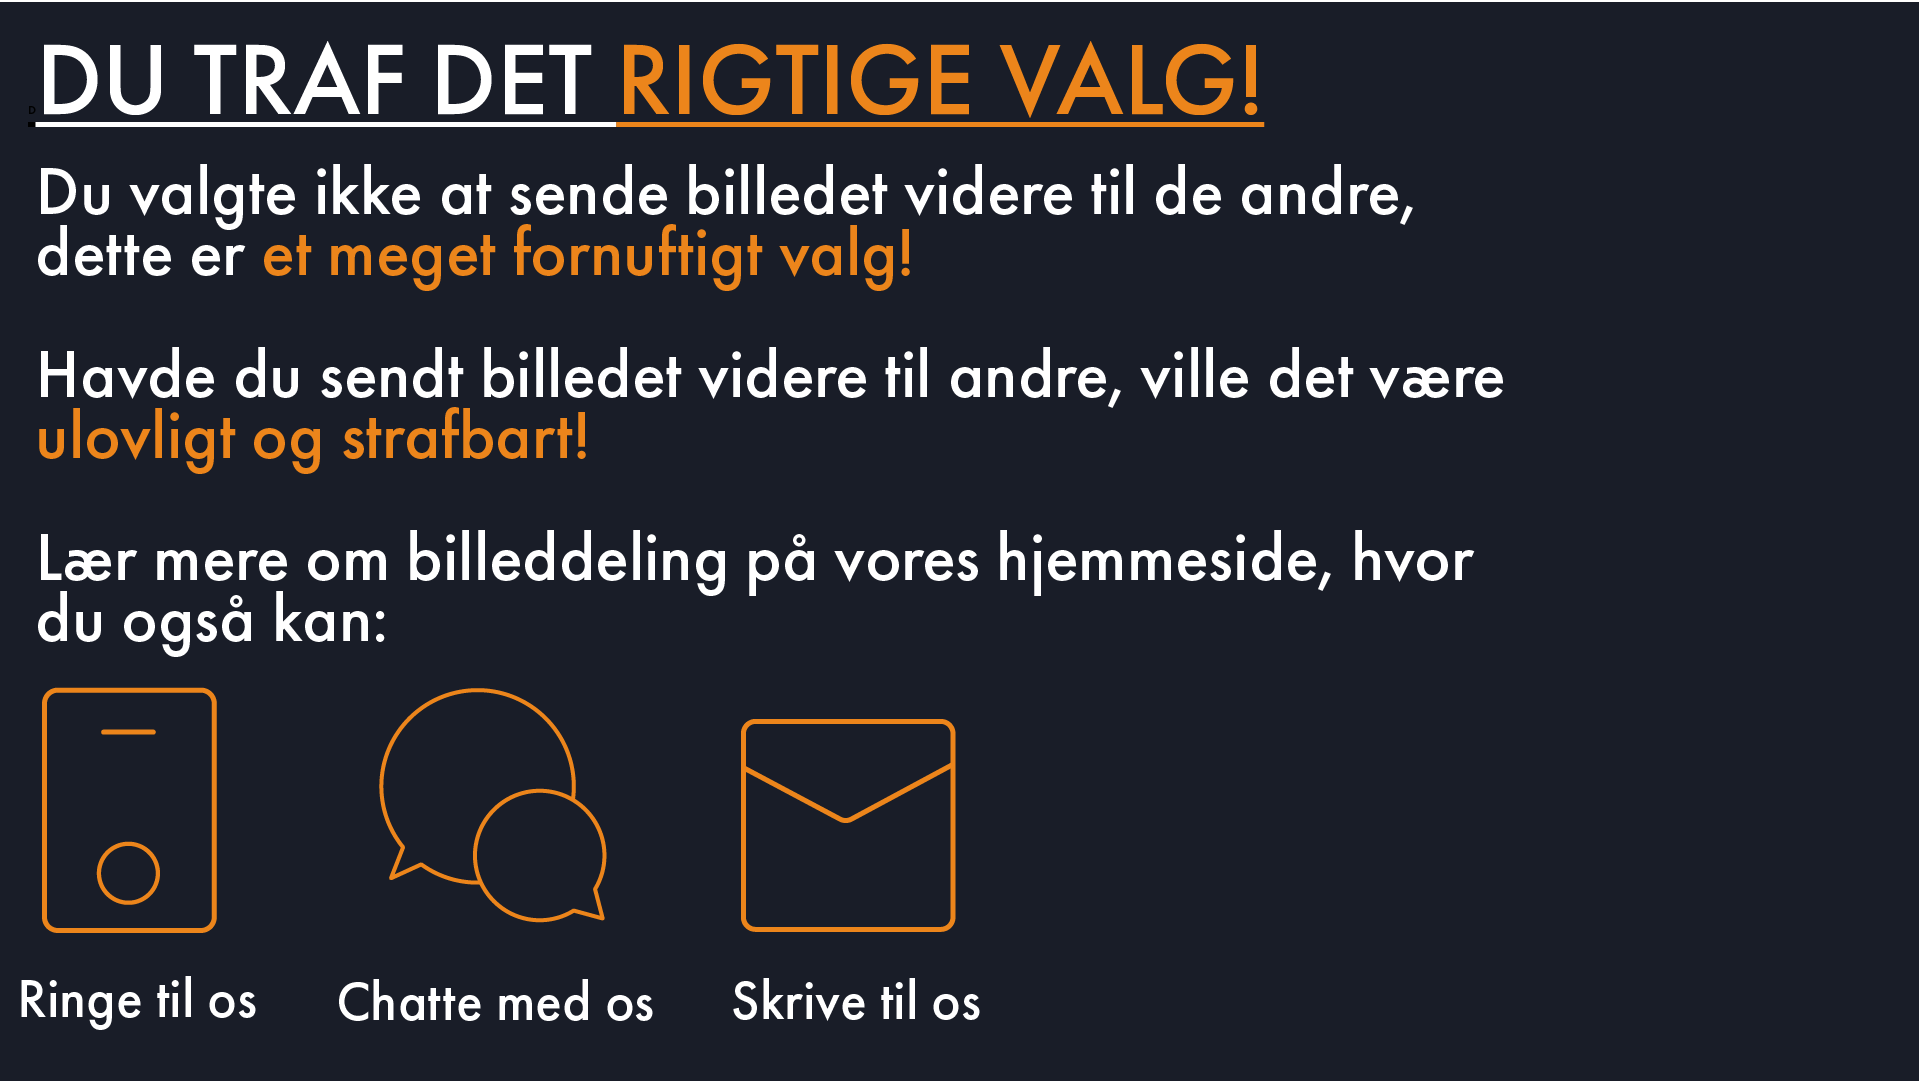 DU TRAF DET RIGTIGE VALG!
Du valgte ikke at sende billedet videre til de andre,
dette er et meget fornuftigt valg!
Havde du sendt billedet videre til andre, ville det være
ulovligt og strafbart!
Lær mere om billeddeling på vores hjemmeside, hvor
du også kan:
Ringe til os
Chatte med os
Skrive til os